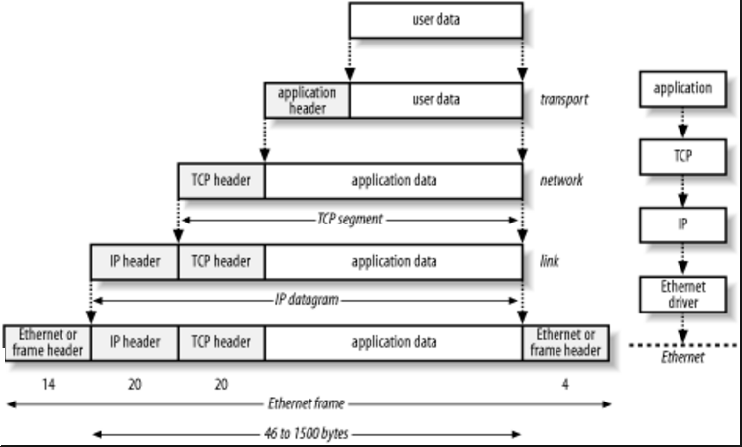 user data
application
header
user data
transport
application
TCP header
application data
network
TCP
TCP segment
IP
IP header
TCP header
application data
link
Ethernet
driver
IP datagram
Ethernet or
frame header
IP header
TCP header
application data
Ethernet or
frame header
Ethernet
14
20
20
4
Ethernet frame
46 to 1500 bytes